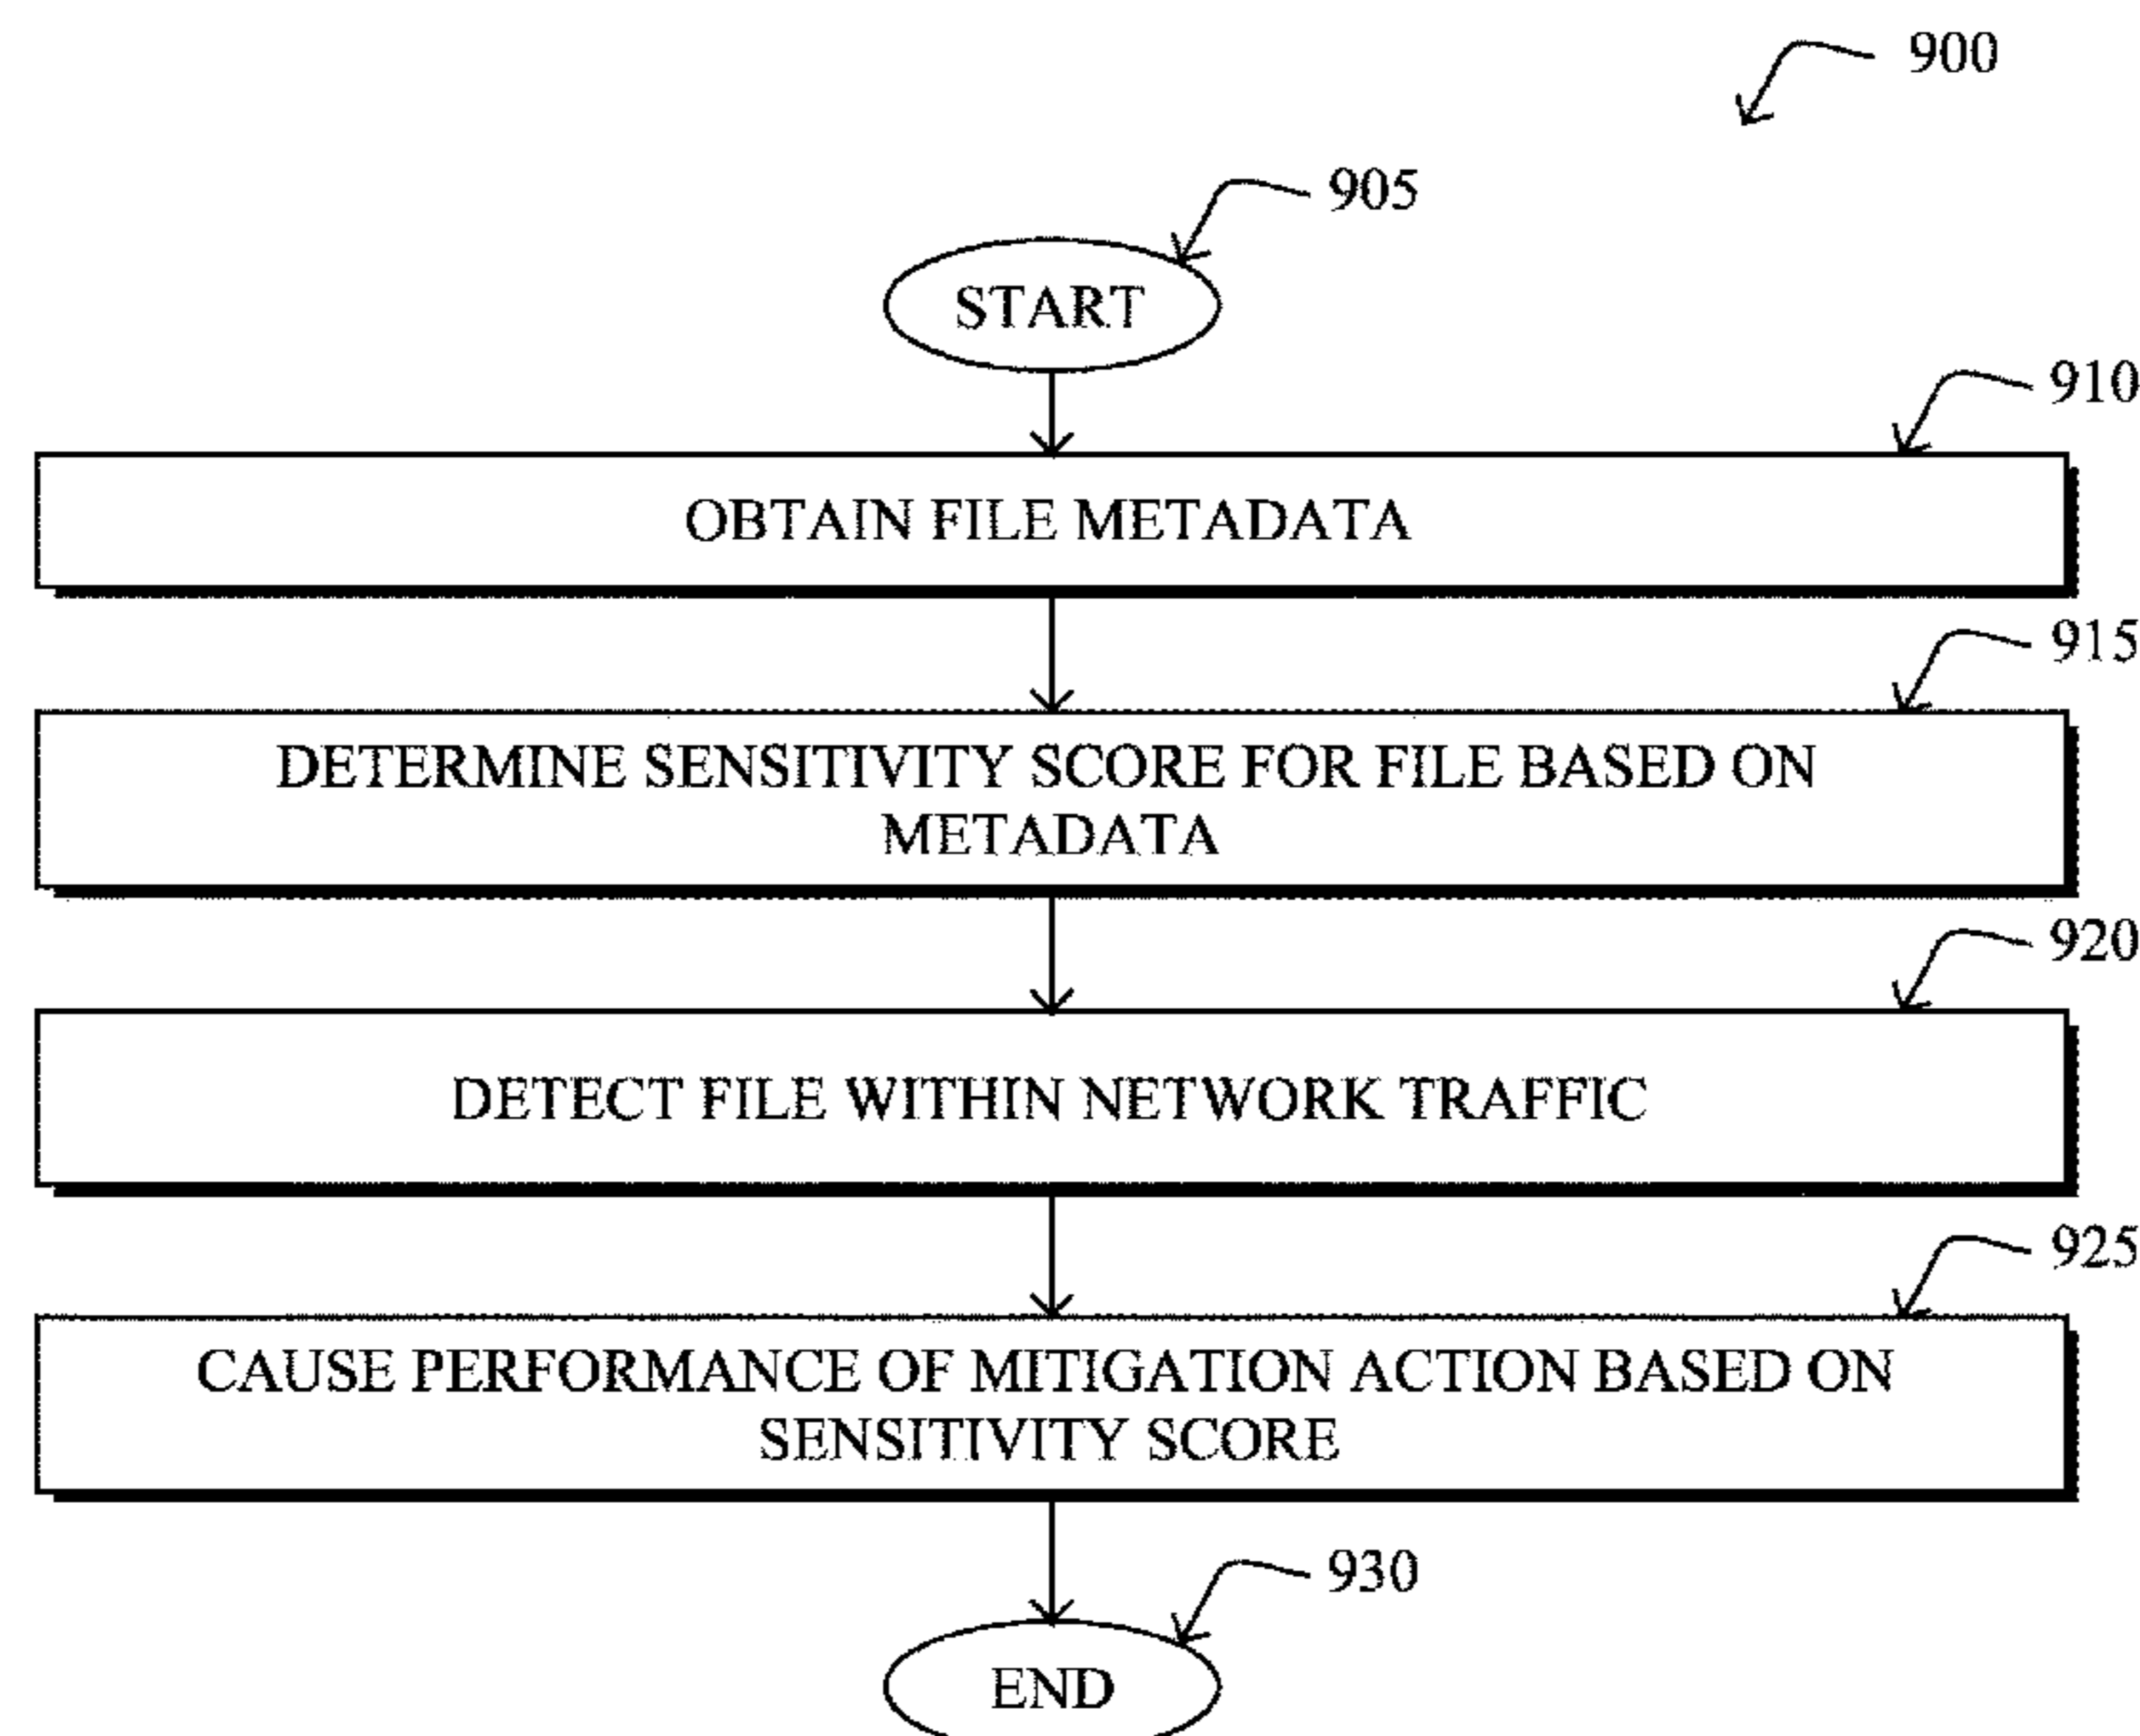 900
905
START
910
OBTAIN FILE METADATA
915
DETERMINE SENSITIVITY SCORE FOR FILE BASED ON
METADATA
920
DETECT FILE WITHIN NETWORK TRAFFIC
925
CAUSE PERFORMANCE OF MITIGATION ACTION BASED ON
SENSITIVITY SCORE
930
END